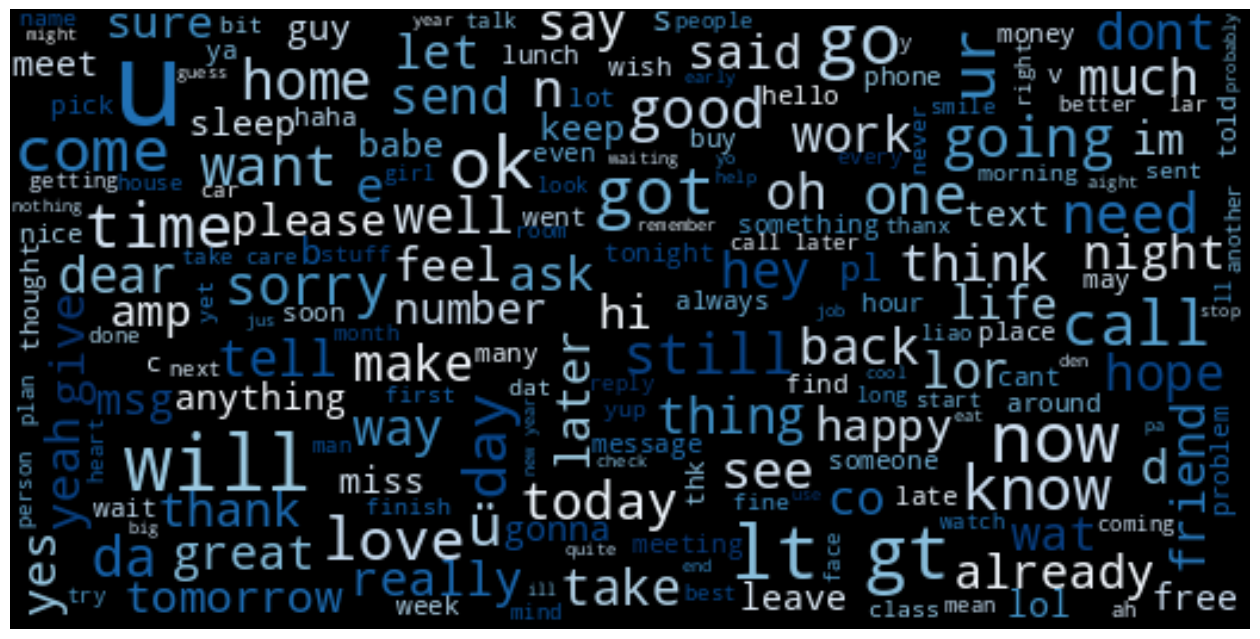 name
year
talk
s
people
sure
bit
guy
say
go
y
ur
money
dont
probably
might
ya
let
lunch
said
right
meet
u
guess
home
wish
phone
v
much
pick
send
n
lot
early
good
hello
smile
better
lar
told
sleep
haha
keep
buy
work
never
come
want
babe
ok
even
waiting
yo
every
going
im
getting
house
car
e
girl
look
got
help
oh
one
morning
aight
sent
nothing
time
please
well
went
remember
something
thanx
text
need
another
nice
room
thought
take care
b
stuff
feel
ask
tonight
call later
hey
pl
think
night
dear
sorry
may
yet
amp
jus
soon
number
hi
always
job
hour
life
call
stop
ll
done
month
later
still
back
liao
place
give
c
next
tell
make
many
find
cool
lor
cant
den
hope
plan
yeah
msg
anything
first
dat
reply
yup
thing
long
start
around
heart
man
way
day
new year
message
happy
eat
pa
friend
problem
person
will
miss
check
thk
see
someone
now
d
wait
thank
finish
ü
today
fine
use
co
late
know
big
love
gonna
watch
wat
coming
yes
da
great
quite
meeting
lt
face
gt
already
try
tomorrow
really
end
ill
take
best
leave
class
mean
lol
ah
free
week
mind